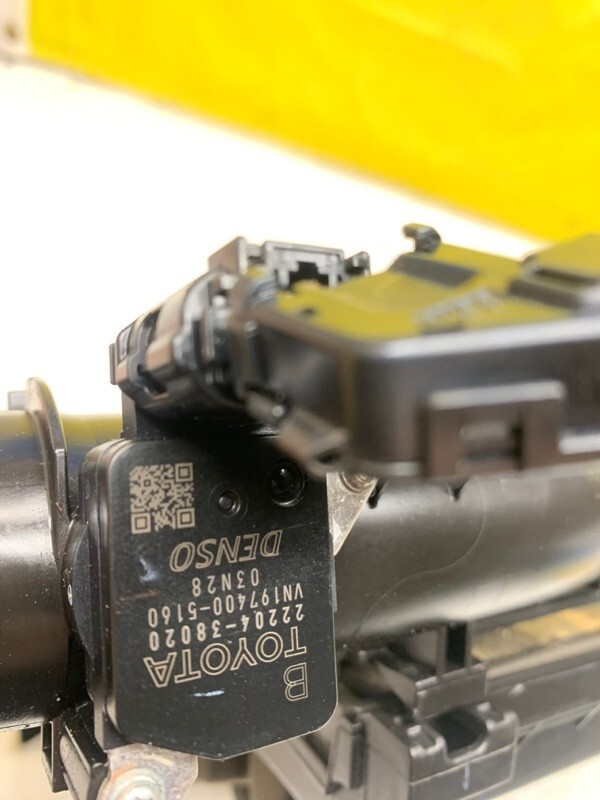 B
TOYOTA
22204-38020
VN197400-5160
03N28
DENSO